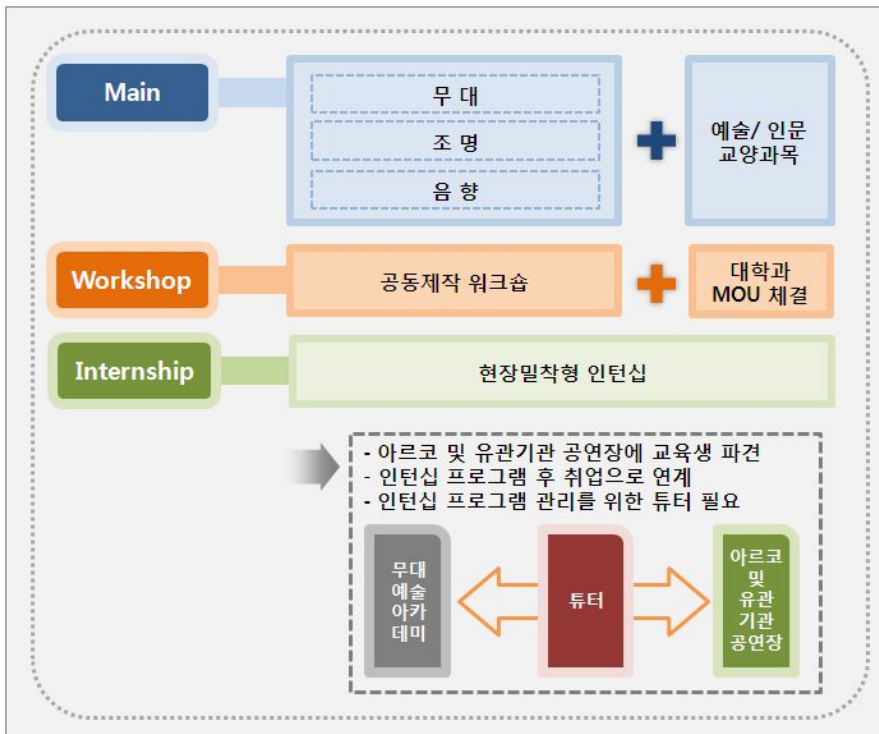 Main
무 대
조 명
음 향
예술/ 인문
교양과목
Workshop
공동제작 워크숍
대학과
MOU 체결
Internship
현장밀착형 인턴십
- 아르코 및 유관기관 공연장에 교육생 파견
- 인턴십 프로그램 후 취업으로 연계
- 인턴십 프로그램 관리를 위한 튜터 필요
무대
예술
아카
데미
튜터
아르코
및
유관
기관
공연장